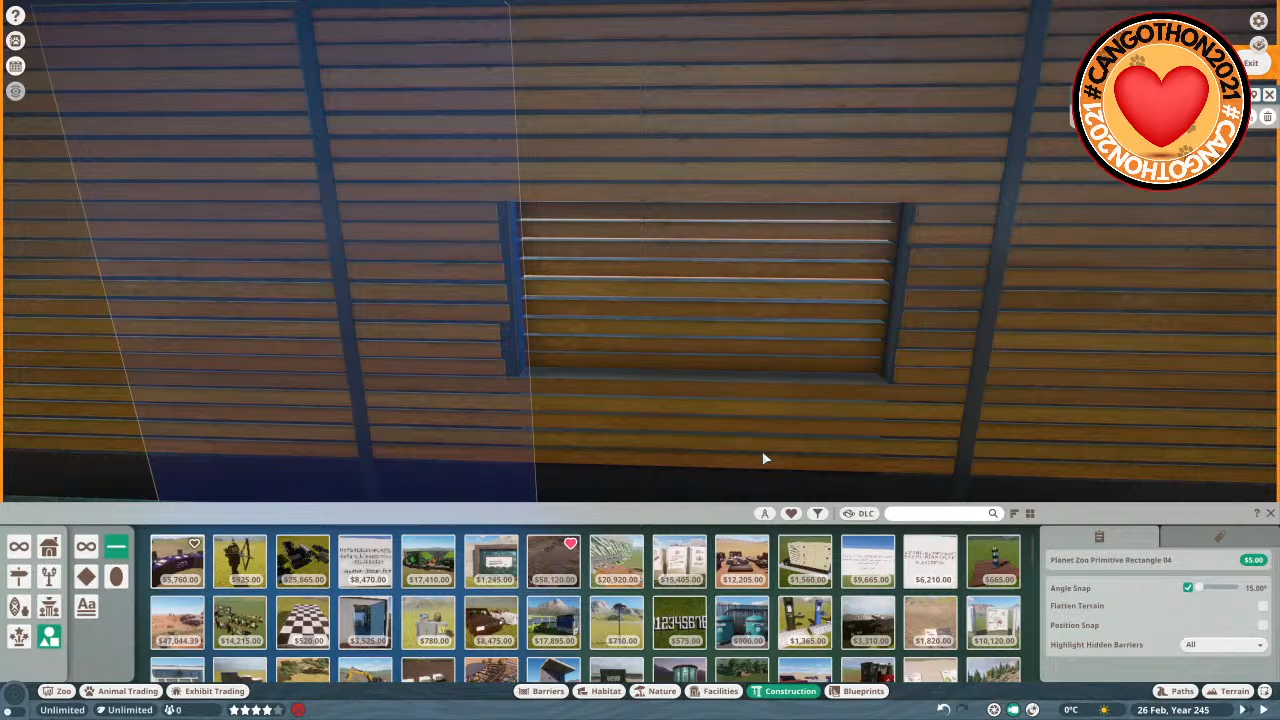 ?
#CANGOTHON2021
#CANGOTHON2021
Exit
DLC
?
$5,760.00
$925.00
$25,865.00
$8,470.00
$17,410.00
$1,245.00
$58,120.00
$20,920.00
$15,405.00
$12,205.00
$1,560.00
$9,665.00
$6,210.00
$665.00
Planet Zoo Primitive Rectangle 04
$5.00
Angle Snap
15.00°
Flatten Terrain
Position Snap
Highlight Hidden Barriers
All
Aa
$47,044.39
$14,215.00
$520.00
$3,525.00
$780.00
$8,475.00
$17,895.00
$710.00
$575.00
$900.00
$1,365.00
$3,310.00
$1,820.00
$10,120.00
Zoo
Animal Trading
Exhibit Trading
Barriers
Habitat
Nature
Facilities
Construction
Blueprints
Paths
Terrain
Unlimited
Unlimited
0
0°C
26 Feb, Year 245